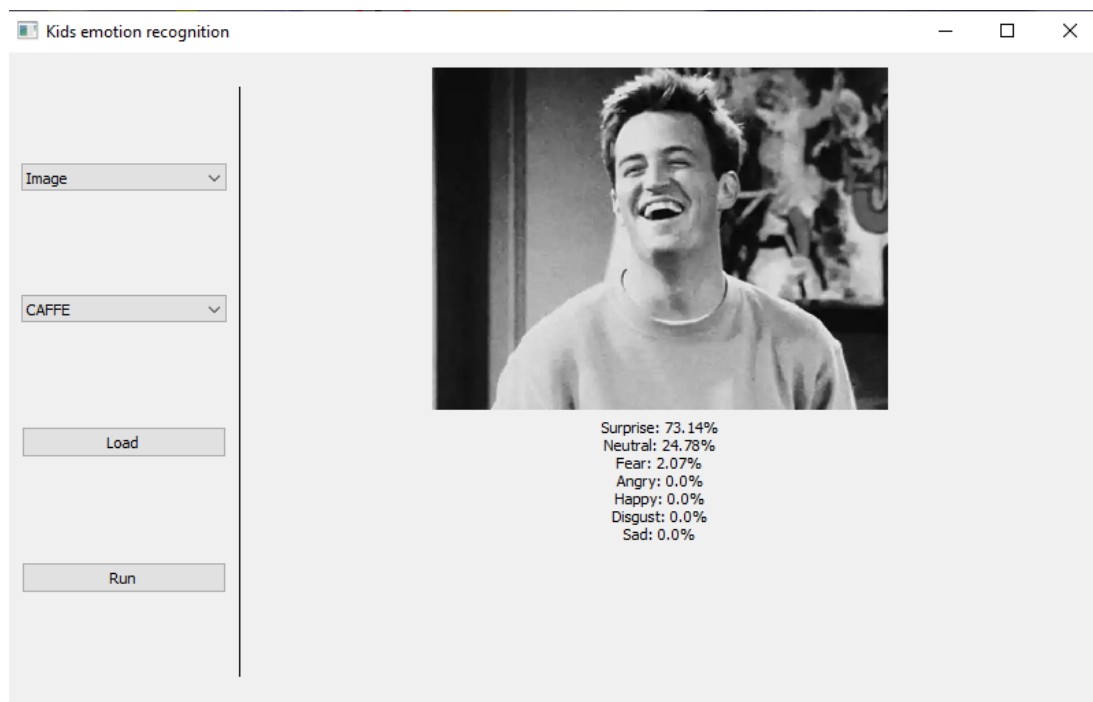 Kids emotion recognition
Image
CAFFE
Load
Run
Surprise: 73.14%
Neutral: 24.78%
Fear: 2.07%
Angry: 0.0%
Happy: 0.0%
Disgust: 0.0%
Sad: 0.0%